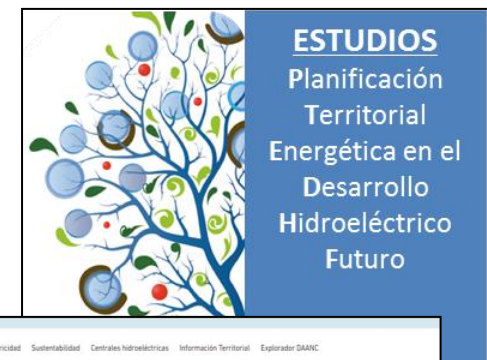 ESTUDIOS
Planificación
Territorial
Energética en el
Desarrollo
Hidroeléctrico
Futuro
Sustentabilidad Centrales hidroeléctricas Información Territorial Explorador DAANC